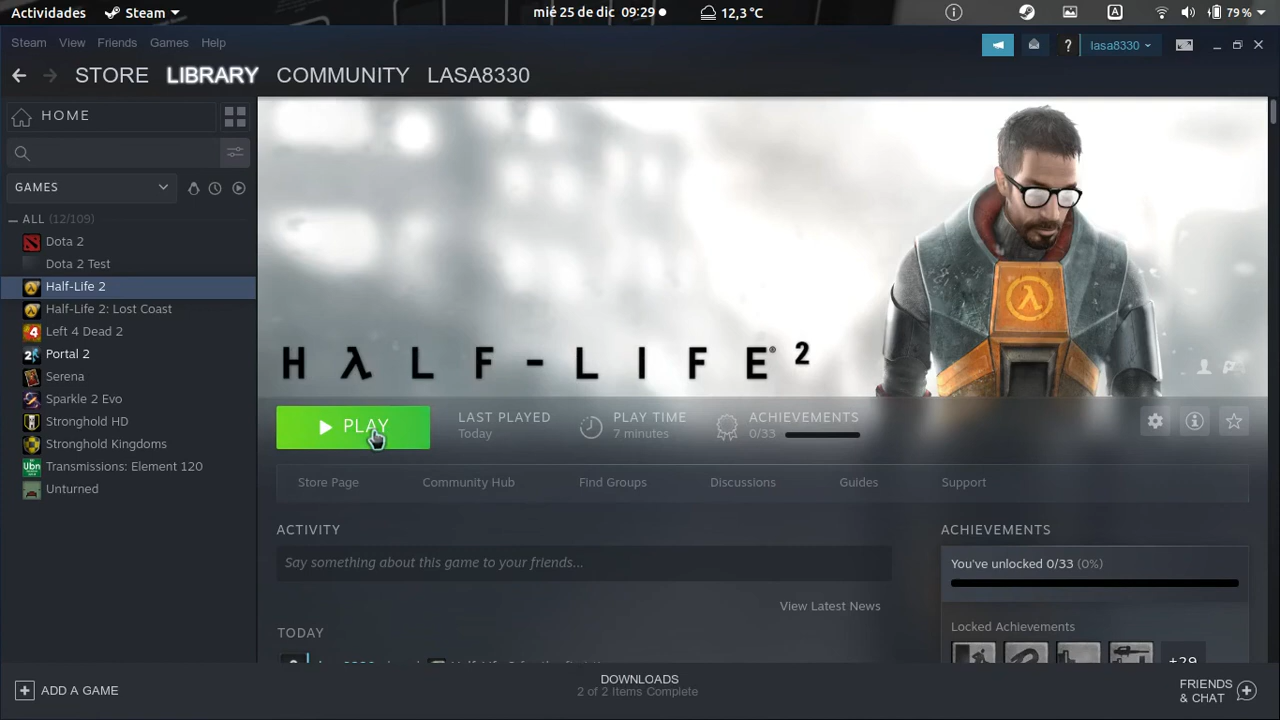 Actividades Steam mié 25 de dic 09:29 12,3 °C A 79 %
Steam View Friends Games Help ? lasa8330
STORE LIBRARY COMMUNITY LASA8330
HOME
GAMES
ALL (12/109)
Dota 2
Dota 2 Test
Half-Life 2
Half-Life 2: Lost Coast
Left 4 Dead 2
Portal 2
Serena
Sparkle 2 Evo
Stronghold HD
Stronghold Kingdoms
Transmissions: Element 120
Unturned
HλLF-LIFE® 2
PLAY
LAST PLAYED
Today
PLAY TIME
7 minutes
ACHIEVEMENTS
0/33
Store Page Community Hub Find Groups Discussions Guides Support
ACTIVITY
Say something about this game to your friends...
View Latest News
TODAY
ACHIEVEMENTS
You've unlocked 0/33 (0%)
Locked Achievements
+29
ADD A GAME
DOWNLOADS
2 of 2 Items Complete
FRIENDS
& CHAT